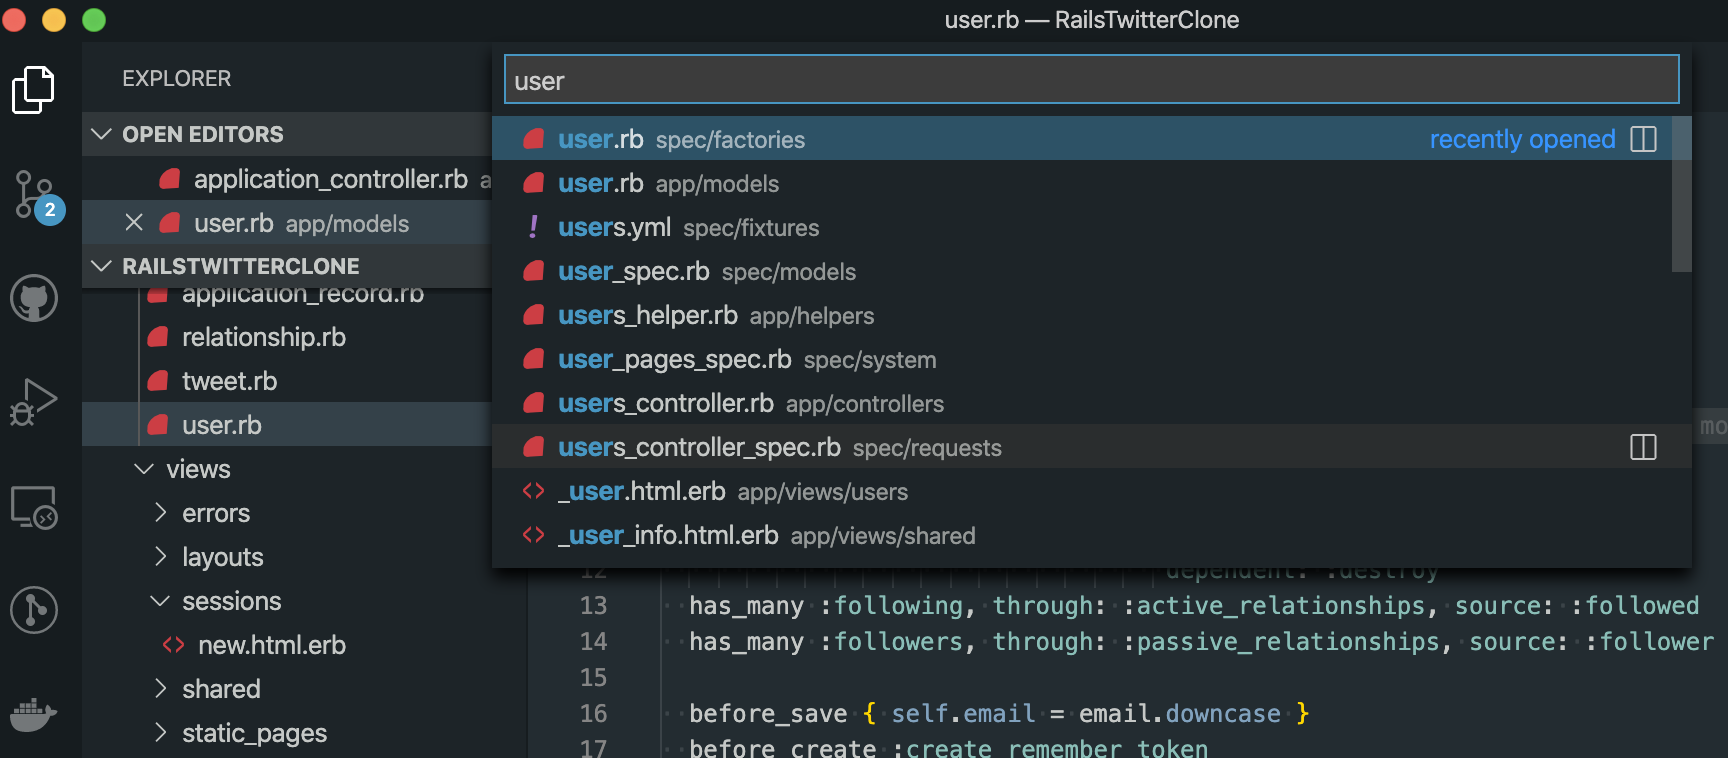 user.rb — RailsTwitterClone
EXPLORER
OPEN EDITORS
application_controller.rb a
user.rb app/models
2
RAILSTWITTERCLONE
application_record.rb
relationship.rb
tweet.rb
user.rb
views
errors
layouts
sessions
new.html.erb
shared
static_pages
user
user.rb spec/factories recently opened
user.rb app/models
users.yml spec/fixtures
user_spec.rb spec/models
users_helper.rb app/helpers
user_pages_spec.rb spec/system
users_controller.rb app/controllers
users_controller_spec.rb spec/requests
_user.html.erb app/views/users
_user_info.html.erb app/views/shared
mo
12 dependent: :destroy
13 has_many :following, through: :active_relationships, source: :followed
14 has_many :followers, through: :passive_relationships, source: :follower
15
16 before_save { self.email = email.downcase }
17 before_create :create_remember_token